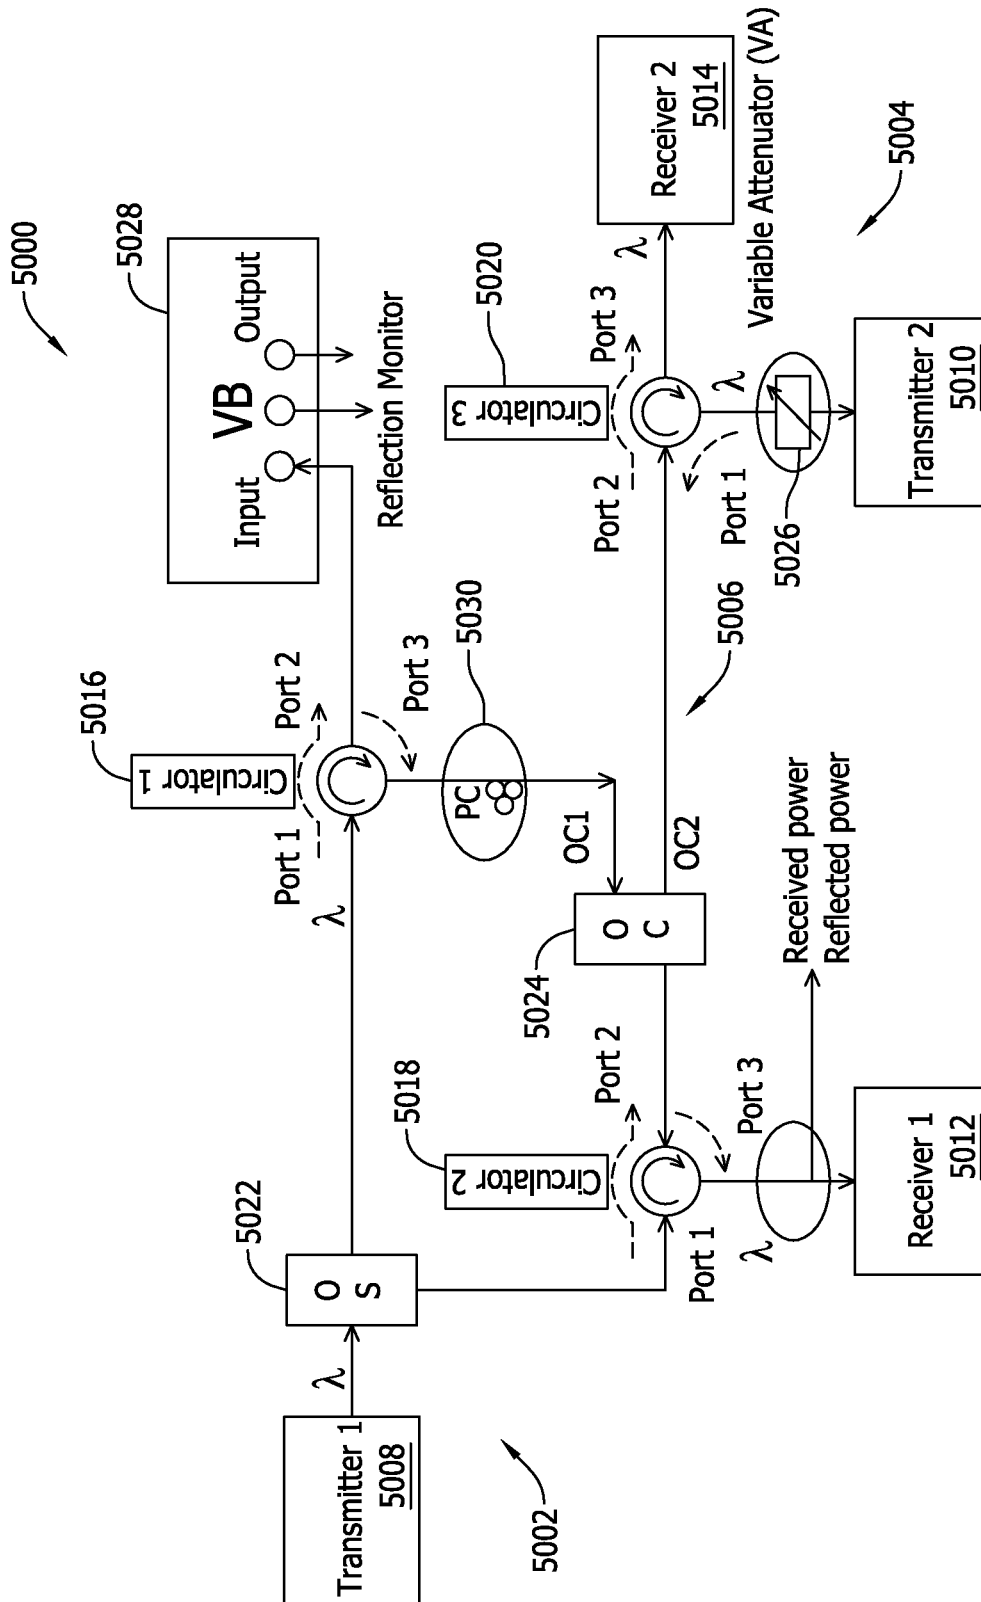 5000
5028
VB
Input
Output
Reflection Monitor
5016
Circulator 1
Port 1
Port 2
Port 3
λ
5030
PC
OC1
5022
O S
λ
Transmitter 1
5008
5002
5018
Circulator 2
Port 1
Port 2
Port 3
λ
5024
O C
OC2
5006
Received power
Reflected power
Receiver 1
5012
5020
Circulator 3
Port 2
Port 3
Port 1
λ
λ
Receiver 2
5014
Variable Attenuator (VA)
5026
5004
Transmitter 2
5010